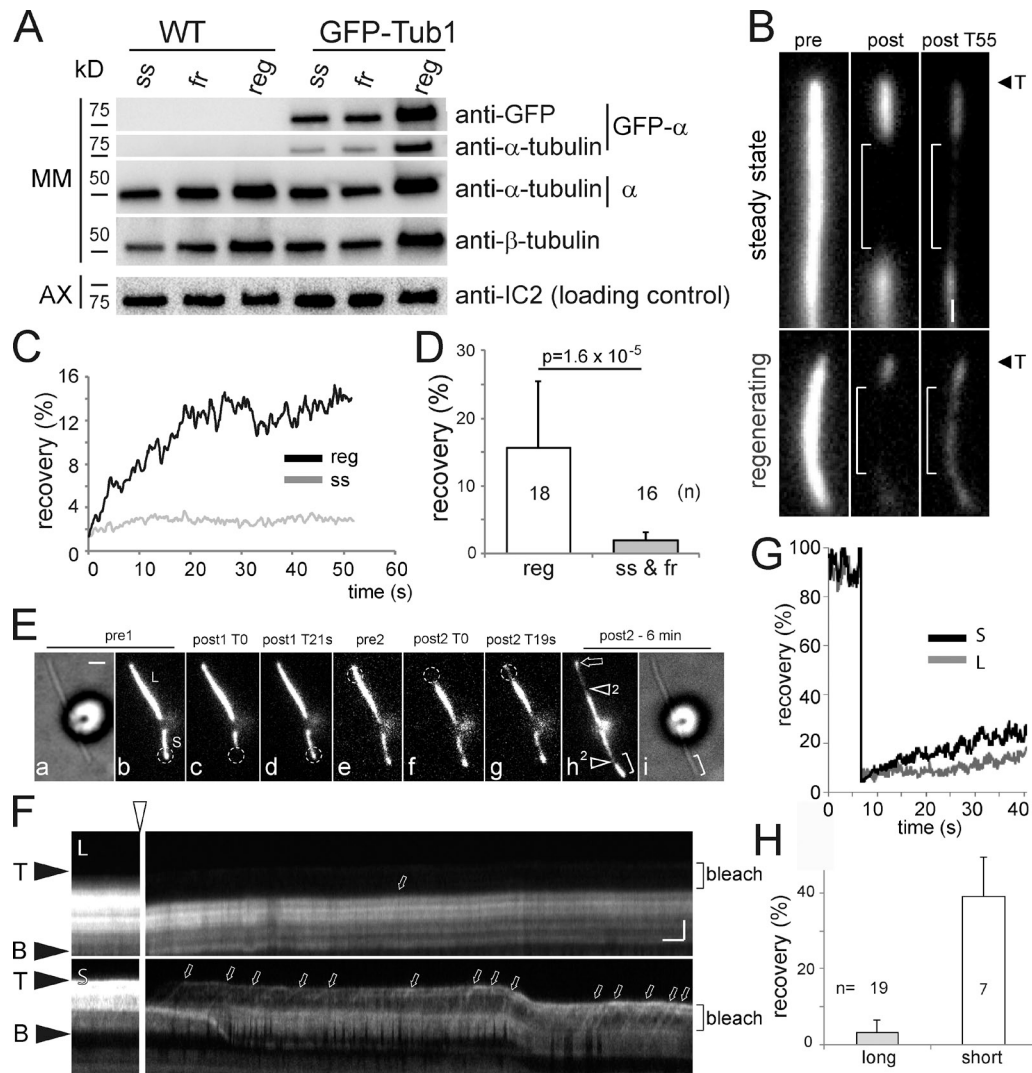 A
WT
GFP-Tub1
kD
ss
fr
reg
ss
fr
reg
MM
75
anti-GFP
GFP-α
75
anti-α-tubulin
50
anti-α-tubulin
α
50
anti-β-tubulin
AX
75
anti-IC2 (loading control)
B
pre
post
post T55
steady state
T
regenerating
T
C
recovery (%)
16
12
8
4
0
reg
ss
0
10
20
30
40
50
60
time (s)
D
recovery (%)
30
20
10
0
p=1.6 x 10-5
18
16
(n)
reg
ss & fr
E
pre1
post1 T0
post1 T21s
pre2
post2 T0
post2 T19s
post2 - 6 min
L
S
2
2
a
b
c
d
e
f
g
h
i
F
L
T
B
bleach
S
T
B
bleach
G
recovery (%)
100
80
60
40
20
0
S
L
0
10
20
30
40
time (s)
H
recovery (%)
40
20
0
n= 19
7
long
short